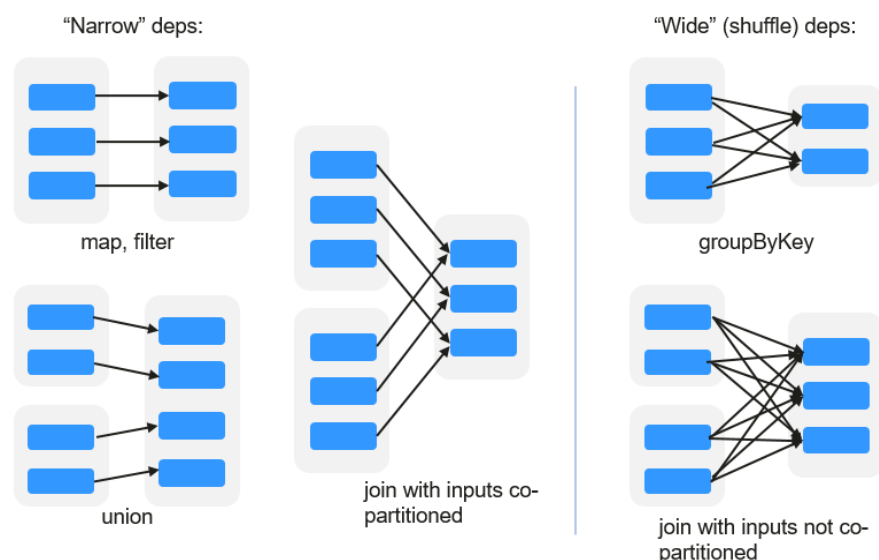 “Narrow” deps:
“Wide” (shuffle) deps:
map, filter
groupByKey
union
join with inputs co-
partitioned
join with inputs not co-
partitioned